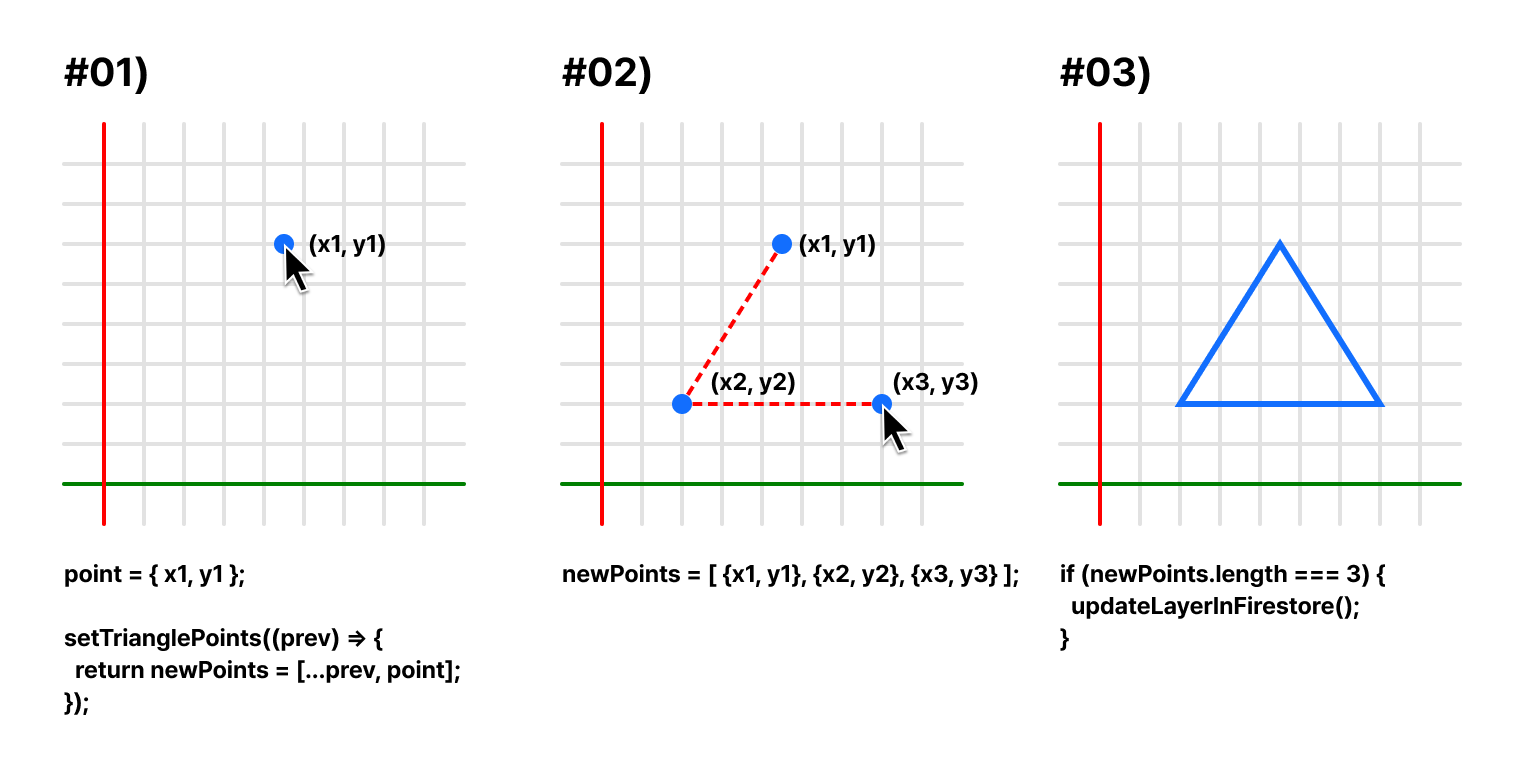 #01)
(x1, y1)
point = { x1, y1 };
setTrianglePoints((prev) => {
  return newPoints = [...prev, point];
});
#02)
(x1, y1)
(x2, y2)
(x3, y3)
newPoints = [ {x1, y1}, {x2, y2}, {x3, y3} ];
#03)
if (newPoints.length === 3) {
  updateLayerInFirestore();
}